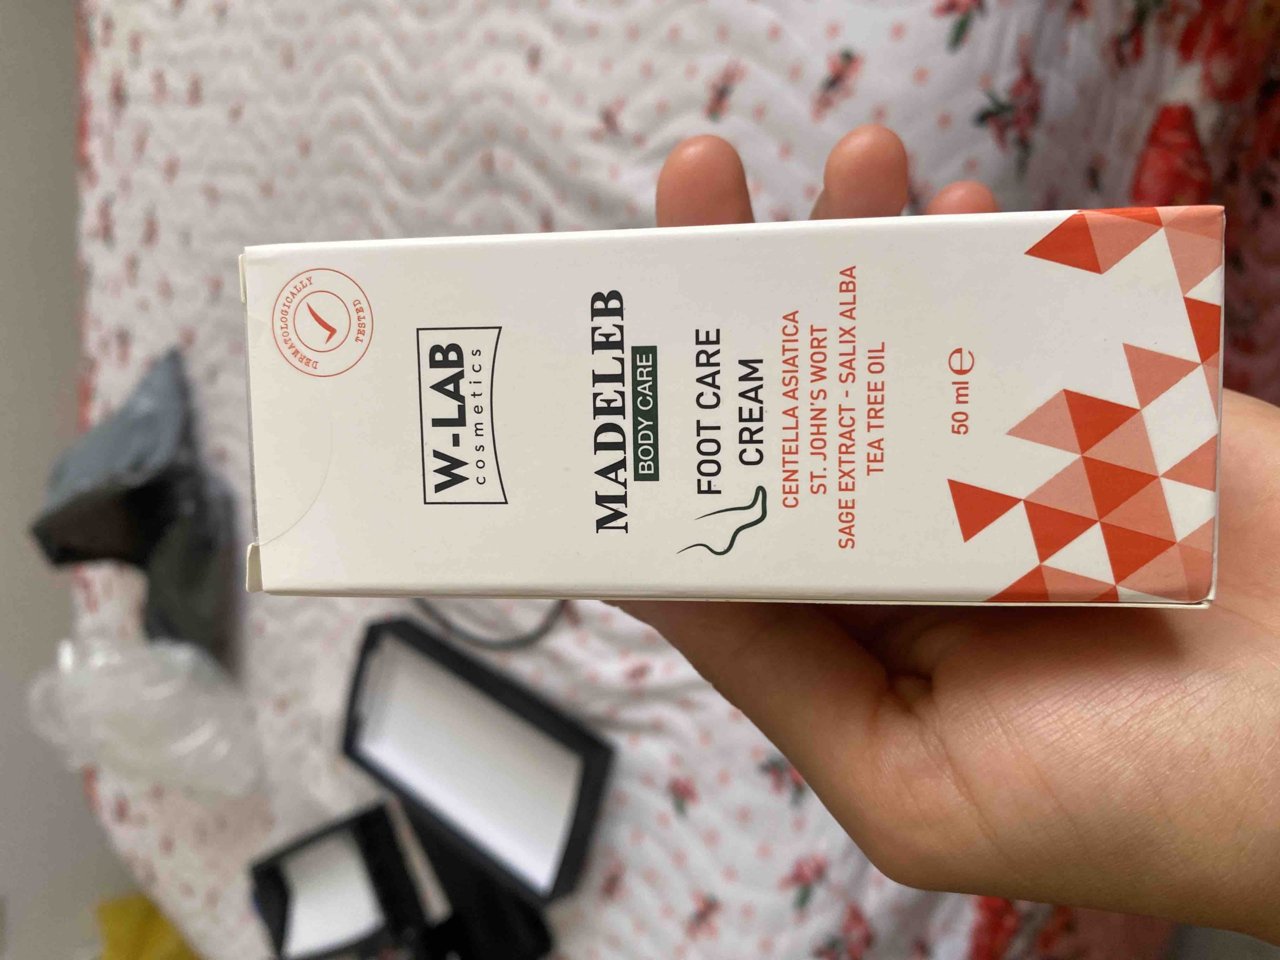 DERMATOLOGICALLY
TESTED
W-LAB
cosmetics
MADELEB
BODY CARE
FOOT CARE
CREAM
CENTELLA ASIATICA
ST. JOHN'S WORT
SAGE EXTRACT - SALIX ALBA
TEA TREE OIL
50 ml ℮